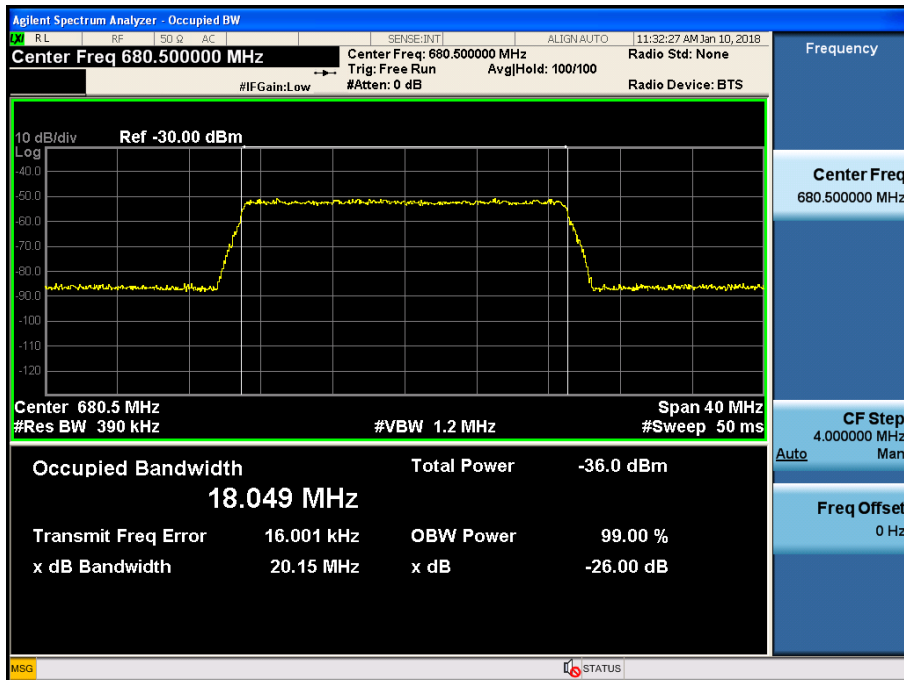 Agilent Spectrum Analyzer - Occupied BW
LXI RL RF 50 Ω AC SENSE:INT ALIGN AUTO 11:32:27 AM Jan 10, 2018
Center Freq 680.500000 MHz
Center Freq: 680.500000 MHz
Radio Std: None
Trig: Free Run Avg|Hold: 100/100
#IFGain:Low
#Atten: 0 dB
Radio Device: BTS
Frequency
10 dB/div Ref -30.00 dBm
Log
-40.0
-50.0
-60.0
-70.0
-80.0
-90.0
-100
-110
-120
Center 680.5 MHz Span 40 MHz
#Res BW 390 kHz #VBW 1.2 MHz #Sweep 50 ms
Occupied Bandwidth Total Power -36.0 dBm
18.049 MHz
Transmit Freq Error 16.001 kHz OBW Power 99.00 %
x dB Bandwidth 20.15 MHz x dB -26.00 dB
Center Freq
680.500000 MHz
CF Step
4.000000 MHz
Auto Man
Freq Offset
0 Hz
MSG STATUS